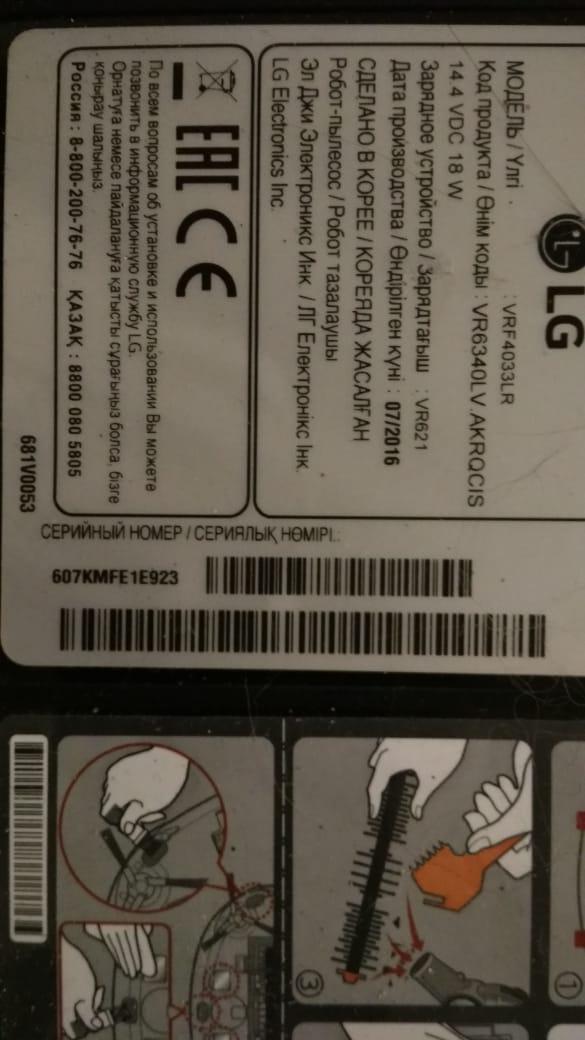 LG
МОДЕЛЬ / Үлгі : VRF4033LR
Код продукта / Өнім коды : VR6340LV.AKRQCIS
14.4 VDC 18 W
Зарядное устройство / Зарядтағыш : VR621
Дата производства / Өндірілген күні : 07/2016
СДЕЛАНО В КОРЕЕ / КОРЕЯДА ЖАСАЛҒАН
Робот-пылесос / Робот тазалаушы
Эл Джи Электроникс Инк. / ЛГ Електронікс Інк.
LG Electronics Inc.
EAC CE
По всем вопросам об установке и использовании Вы можете
позвонить в информационную службу LG.
Орнатуға немесе пайдалануға қатысты сұрағыңыз болса, бізге
қоңырау шалыңыз.
Россия : 8-800-200-76-76 ҚАЗАҚ : 8800 080 5805
681V0053
СЕРИЙНЫЙ НОМЕР / СЕРИЯЛЫҚ НӨМІРІ.:
607KMFE1E923
1
3